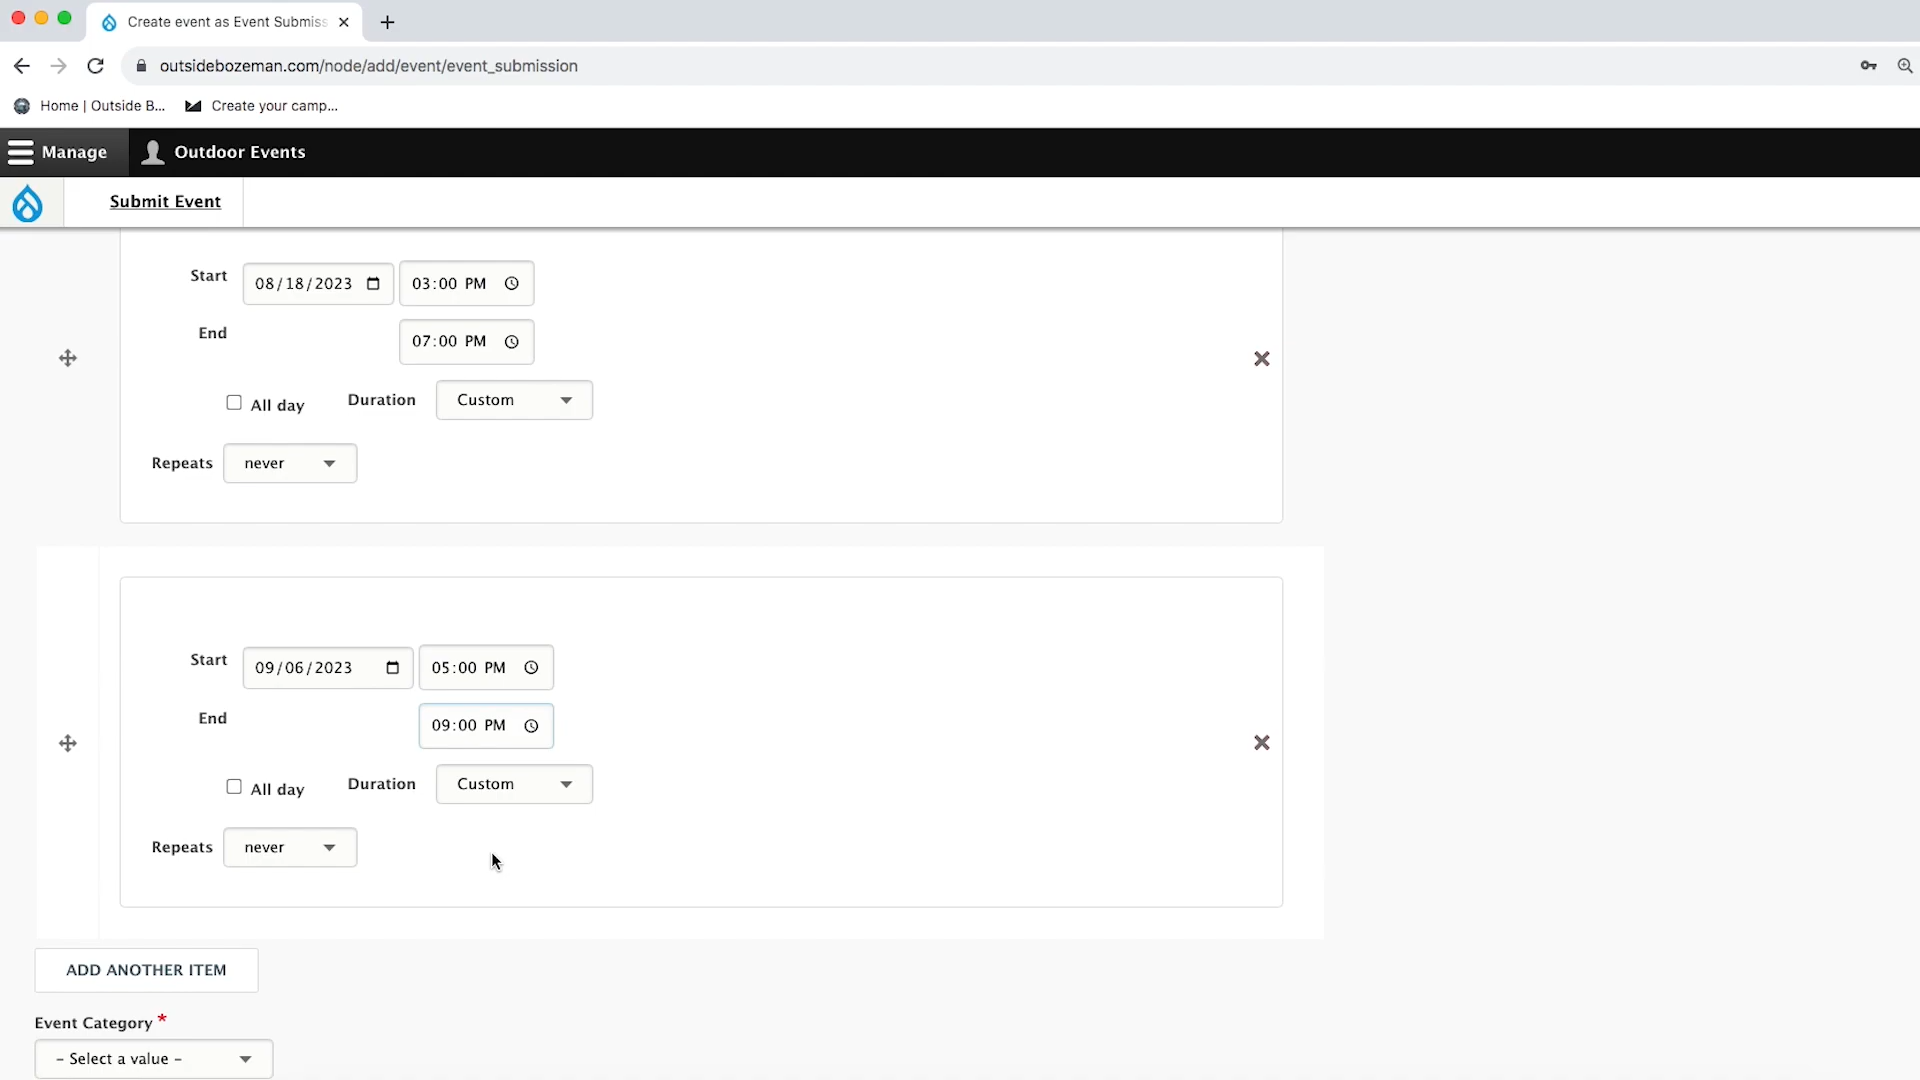 Create event as Event Submiss
outsidebozeman.com/node/add/event/event_submission
Home | Outside B... Create your camp...
Manage Outdoor Events
Submit Event
Start 08/18/2023 03:00 PM
End 07:00 PM
All day Duration Custom
Repeats never
Start 09/06/2023 05:00 PM
End 09:00 PM
All day Duration Custom
Repeats never
ADD ANOTHER ITEM
Event Category *
- Select a value -